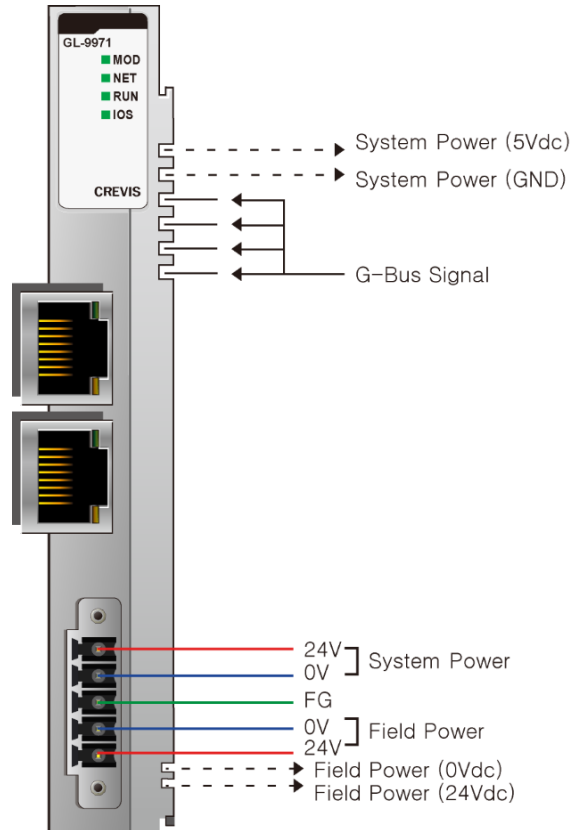 GL-9971
MOD
NET
RUN
IOS
CREVIS
System Power (5Vdc)
System Power (GND)
G-Bus Signal
24V
0V
System Power
FG
0V
24V
Field Power
Field Power (0Vdc)
Field Power (24Vdc)